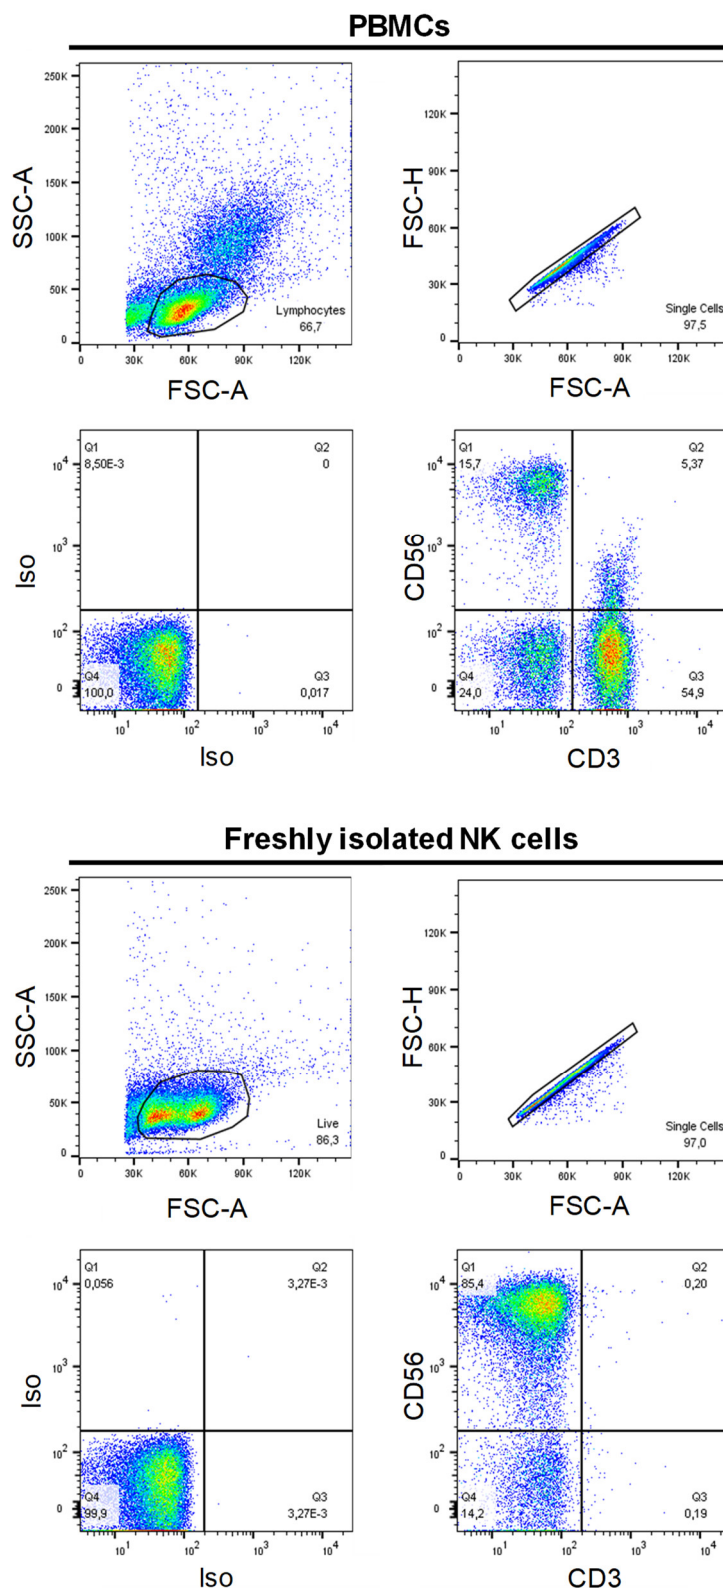 PBMCs
250K
200K
150K
100K
50K
0
SSC-A
Lymphocytes
66,7
0 30K 60K 90K 120K
FSC-A
120K
90K
60K
30K
0
FSC-H
Single Cells
97,5
0 30K 60K 90K 120K
FSC-A
Q1
8,50E-3
Q2
0
10^4
10^3
10^2
0
Iso
Q4
100,0
Q3
0,017
10^1 10^2 10^3 10^4
Iso
Q1
15,7
Q2
5,37
10^4
10^3
10^2
0
CD56
Q4
24,0
Q3
54,9
10^1 10^2 10^3 10^4
CD3
Freshly isolated NK cells
250K
200K
150K
100K
50K
0
SSC-A
Live
86,3
0 30K 60K 90K 120K
FSC-A
120K
90K
60K
30K
0
FSC-H
Single Cells
97,0
0 30K 60K 90K 120K
FSC-A
Q1
0,056
Q2
3,27E-3
10^4
10^3
10^2
0
Iso
Q4
99,9
Q3
3,27E-3
10^1 10^2 10^3 10^4
Iso
Q1
85,4
Q2
0,20
10^4
10^3
10^2
0
CD56
Q4
14,2
Q3
0,19
10^1 10^2 10^3 10^4
CD3